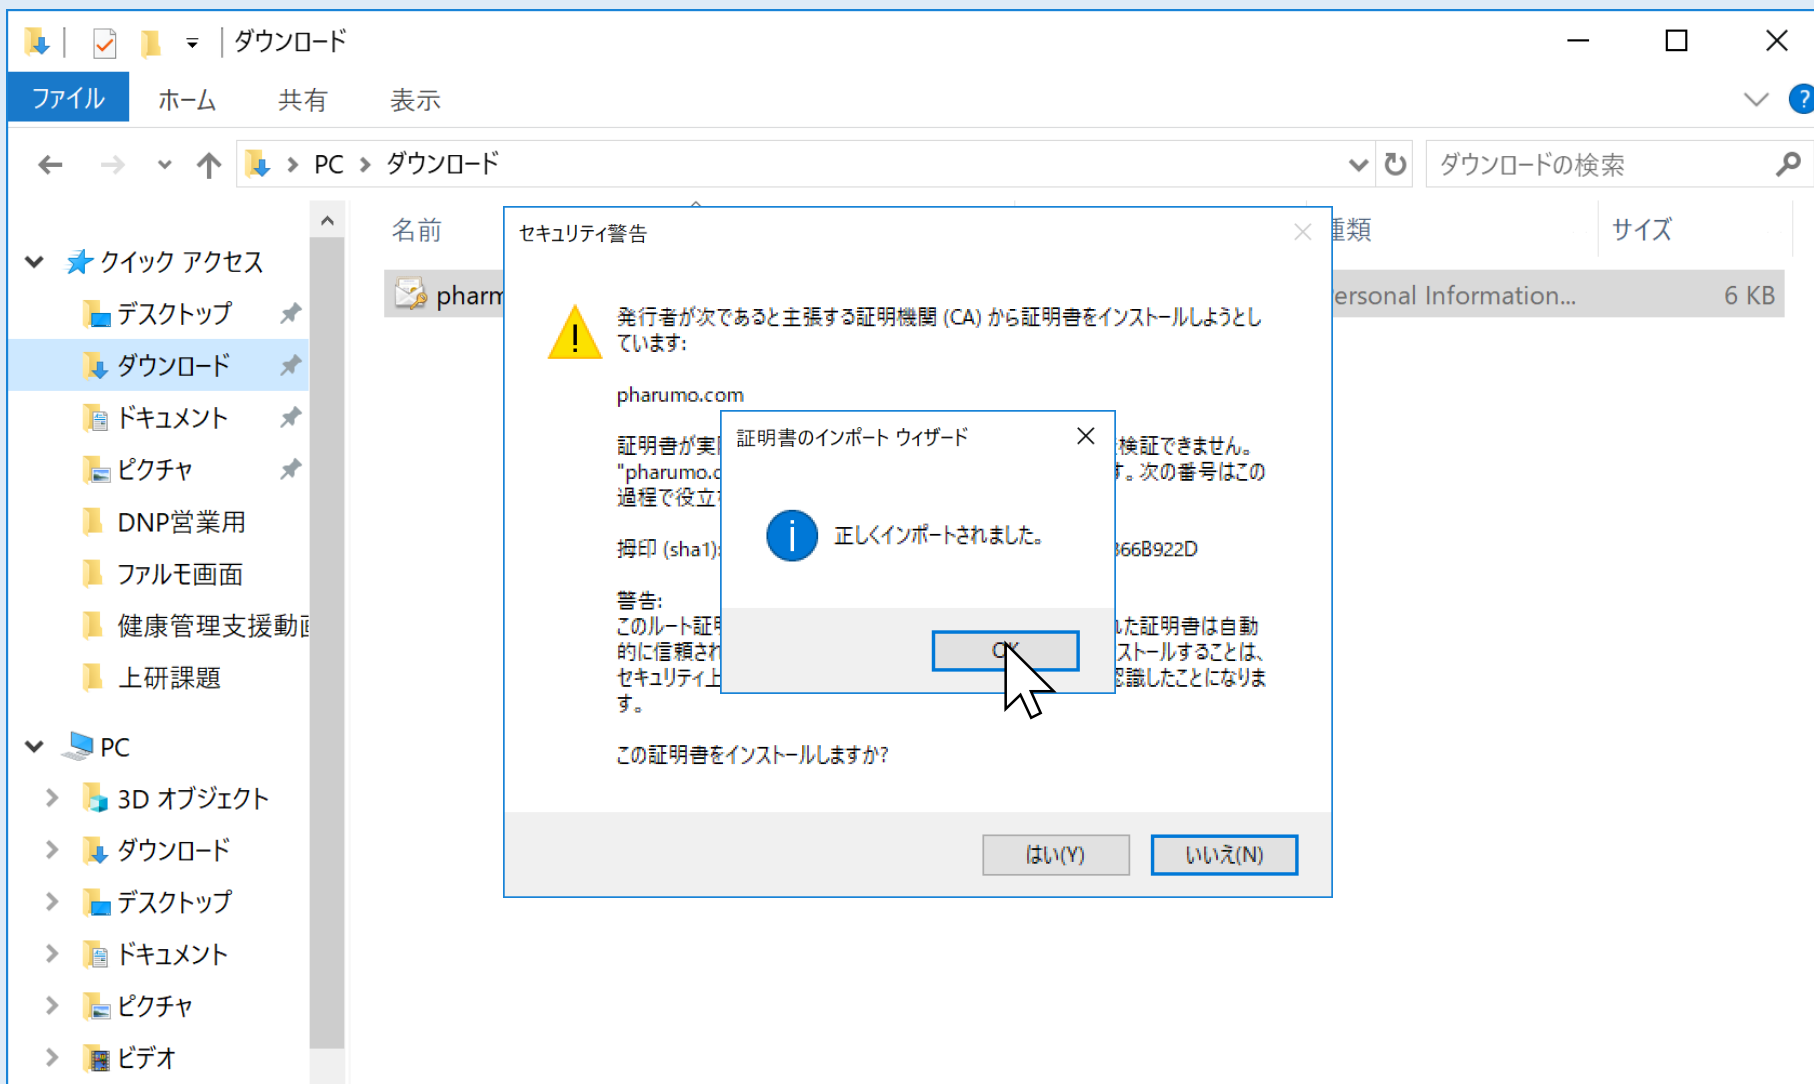 ダウンロード
ファイル ホーム 共有 表示
PC ダウンロード
ダウンロードの検索
名前 サイズ
クイック アクセス
デスクトップ
ダウンロード
ドキュメント
ピクチャ
DNP営業用
ファルモ画面
健康管理支援動画
上研課題
PC
3D オブジェクト
ダウンロード
デスクトップ
ドキュメント
ピクチャ
ビデオ
6 KB
セキュリティ警告
発行者が次であると主張する証明機関 (CA) から証明書をインストールしようとし
ています:
pharumo.com
証明書が実 検証できません。
"pharumo.c 。次の番号はこの
過程で役立
拇印 (sha1): 66B922D
警告:
このルート証明 た証明書は自動
的に信頼され ストールすることは、
セキュリティ上 認識したことになりま
す。
この証明書をインストールしますか?
はい(Y) いいえ(N)
証明書のインポート ウィザード
正しくインポートされました。
OK